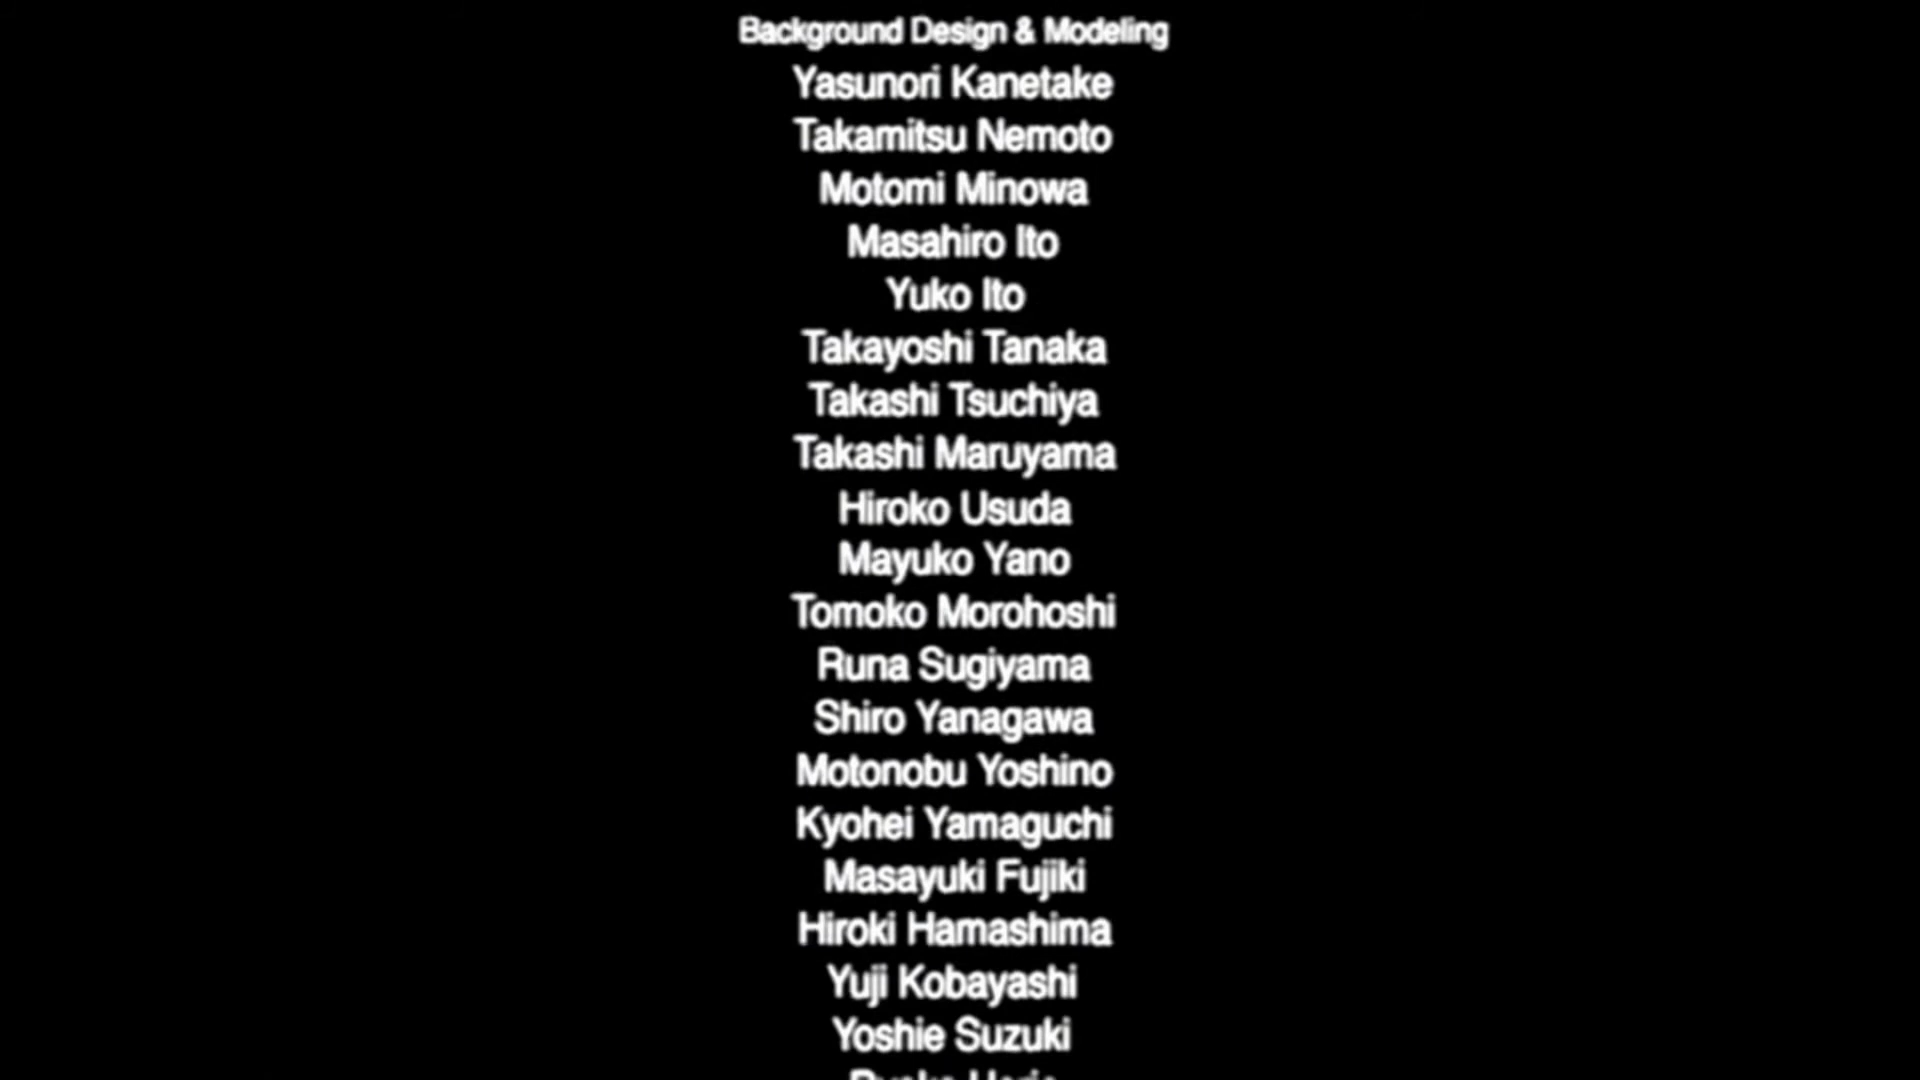 Background Design & Modeling
Yasunori Kanetake
Takamitsu Nemoto
Motomi Minowa
Masahiro Ito
Yuko Ito
Takayoshi Tanaka
Takashi Tsuchiya
Takashi Maruyama
Hiroko Usuda
Mayuko Yano
Tomoko Morohoshi
Runa Sugiyama
Shiro Yanagawa
Motonobu Yoshino
Kyohei Yamaguchi
Masayuki Fujiki
Hiroki Hamashima
Yuji Kobayashi
Yoshie Suzuki